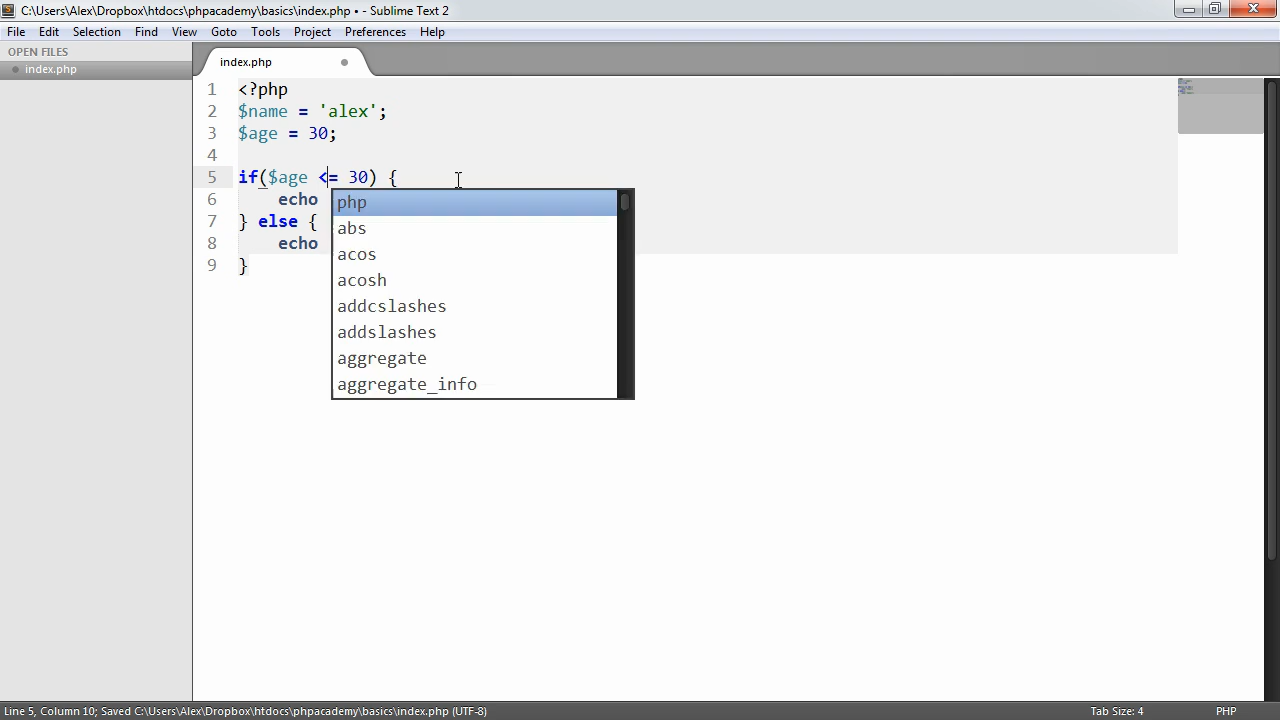 C:\Users\Alex\Dropbox\htdocs\phpacademy\basics\index.php • - Sublime Text 2
File Edit Selection Find View Goto Tools Project Preferences Help
OPEN FILES
index.php
index.php
1 <?php
2 $name = 'alex';
3 $age = 30;
4
5 if($age <= 30) {
6 echo
7 } else {
8 echo
9 }
php
abs
acos
acosh
addcslashes
addslashes
aggregate
aggregate_info
Line 5, Column 10; Saved C:\Users\Alex\Dropbox\htdocs\phpacademy\basics\index.php (UTF-8)
Tab Size: 4
PHP